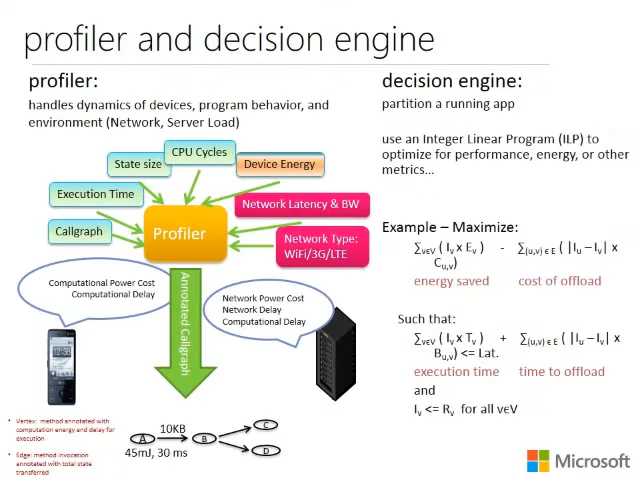 profiler and decision engine
profiler:
handles dynamics of devices, program behavior, and
environment (Network, Server Load)
CPU Cycles
State size
Device Energy
Execution Time
Network Latency & BW
Callgraph
Profiler
Network Type:
WiFi/3G/LTE
Computational Power Cost
Computational Delay
Annotated Callgraph
Network Power Cost
Network Delay
Computational Delay
Vertex: method annotated with
computation energy and delay for
execution
Edge: method invocation
annotated with total state
transferred
10KB
A
B
C
D
45mJ, 30 ms
decision engine:
partition a running app
use an Integer Linear Program (ILP) to
optimize for performance, energy, or other
metrics…
Example – Maximize:
∑vϵV ( Iv x Ev ) - ∑(u,v) ϵ E ( |Iu – Iv| x
Cu,v)
energy saved cost of offload
Such that:
∑vϵV ( Iv x Tv ) + ∑(u,v) ϵ E ( |Iu – Iv| x
Bu,v) <= Lat.
execution time time to offload
and
Iv <= Rv for all vϵV
Microsoft